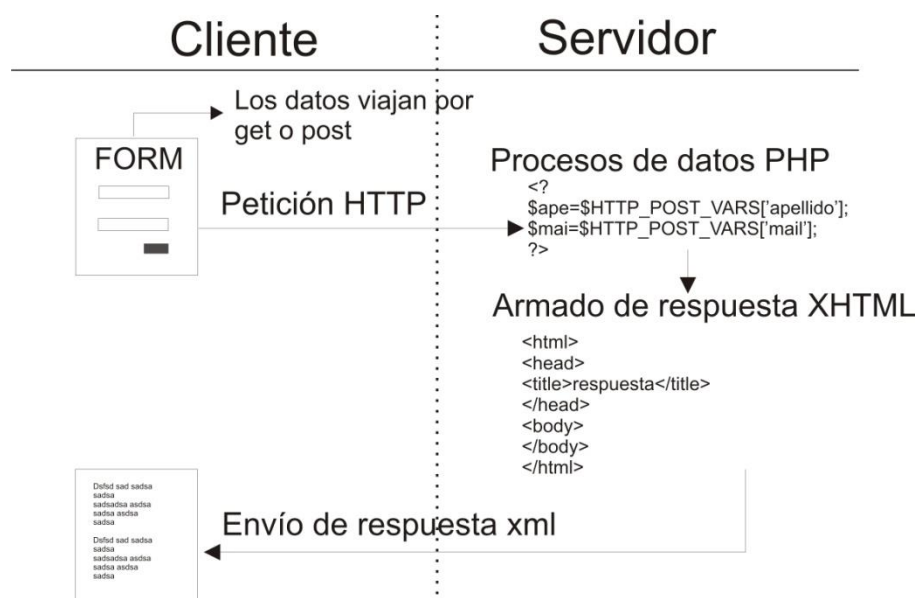 Cliente
Servidor
Los datos viajan por
get o post
FORM
Petición HTTP
Procesos de datos PHP
<?
$ape=$HTTP_POST_VARS['apellido'];
$mai=$HTTP_POST_VARS['mail'];
?>
Armado de respuesta XHTML
<html>
<head>
<title>respuesta</title>
</head>
<body>
</body>
</html>
Dsfsd sad sadsa
sadsa
sadsadsa asdsa
sadsa asdsa
sadsa
Dsfsd sad sadsa
sadsa
sadsadsa asdsa
sadsa asdsa
sadsa
Envío de respuesta xml